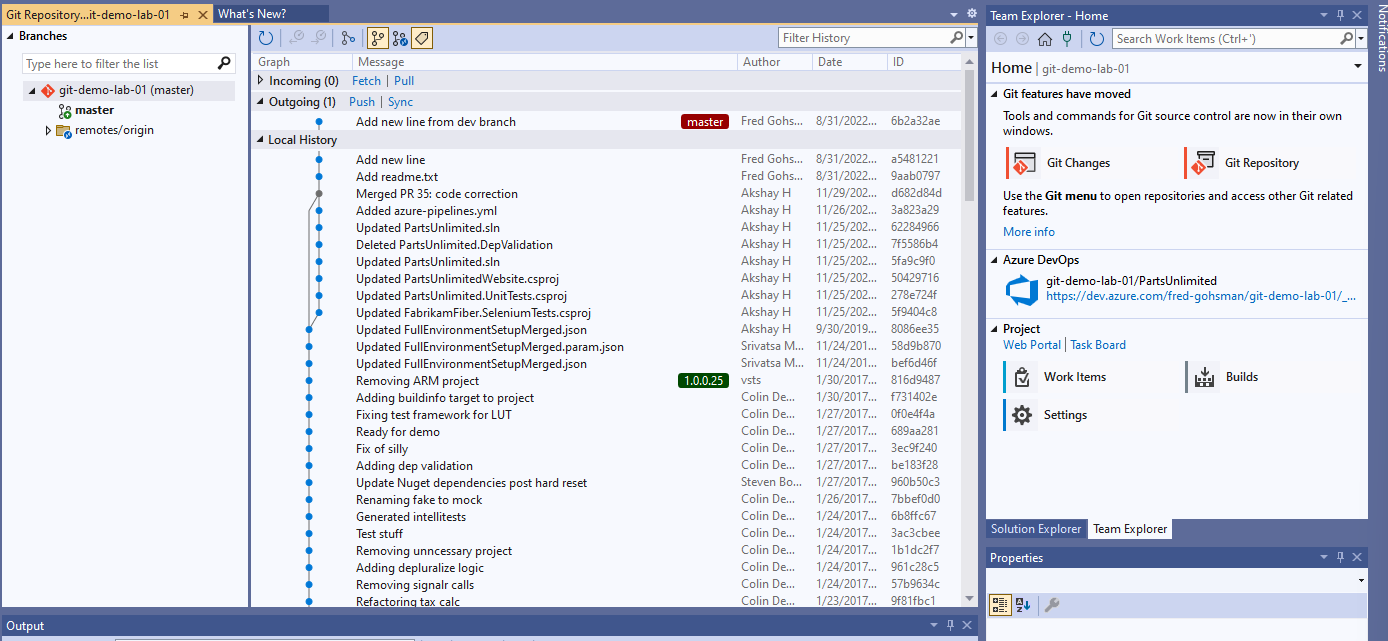 Git Repository...it-demo-lab-01
What's New?
Branches
Type here to filter the list
git-demo-lab-01 (master)
master
remotes/origin
Filter History
Graph Message Author Date ID
Incoming (0) Fetch | Pull
Outgoing (1) Push | Sync
Add new line from dev branch master Fred Gohs... 8/31/2022... 6b2a32ae
Local History
Add new line Fred Gohs... 8/31/2022... a5481221
Add readme.txt Fred Gohs... 8/31/2022... 9aab0797
Merged PR 35: code correction Akshay H 11/29/202... d682d84d
Added azure-pipelines.yml Akshay H 11/26/202... 3a823a29
Updated PartsUnlimited.sln Akshay H 11/25/202... 62284966
Deleted PartsUnlimited.DepValidation Akshay H 11/25/202... 7f5586b4
Updated PartsUnlimited.sln Akshay H 11/25/202... 5fa9c9f0
Updated PartsUnlimitedWebsite.csproj Akshay H 11/25/202... 50429716
Updated PartsUnlimited.UnitTests.csproj Akshay H 11/25/202... 278e724f
Updated FabrikamFiber.SeleniumTests.csproj Akshay H 11/25/202... 5f9404c8
Updated FullEnvironmentSetupMerged.json Akshay H 9/30/2019... 8086ee35
Updated FullEnvironmentSetupMerged.param.json Srivatsa M... 11/24/201... 58d9b870
Updated FullEnvironmentSetupMerged.json Srivatsa M... 11/24/201... bef6d46f
Removing ARM project 1.0.0.25 vsts 1/30/2017... 816d9487
Adding buildinfo target to project Colin De... 1/30/2017... f731402e
Fixing test framework for LUT Colin De... 1/27/2017... 0f0e4f4a
Ready for demo Colin De... 1/27/2017... 689aa281
Fix of silly Colin De... 1/27/2017... 3ec9f240
Adding dep validation Colin De... 1/27/2017... be183f28
Update Nuget dependencies post hard reset Steven Bo... 1/27/2017... 960b50c3
Renaming fake to mock Colin De... 1/26/2017... 7bbef0d0
Generated intellitests Colin De... 1/24/2017... 6b8ffc67
Test stuff Colin De... 1/24/2017... 3ac3cbee
Removing unncessary project Colin De... 1/24/2017... 1b1dc2f7
Adding depluralize logic Colin De... 1/24/2017... 961c28c5
Removing signalr calls Colin De... 1/24/2017... 57b9634c
Refactoring tax calc Colin De... 1/23/2017... 9f81fbc1
Output
Team Explorer - Home
Search Work Items (Ctrl+')
Home | git-demo-lab-01
Git features have moved
Tools and commands for Git source control are now in their own
windows.
Git Changes
Git Repository
Use the Git menu to open repositories and access other Git related
features.
More info
Azure DevOps
git-demo-lab-01/PartsUnlimited
https://dev.azure.com/fred-gohsman/git-demo-lab-01/_...
Project
Web Portal | Task Board
Work Items
Builds
Settings
Solution Explorer
Team Explorer
Properties
Notifications